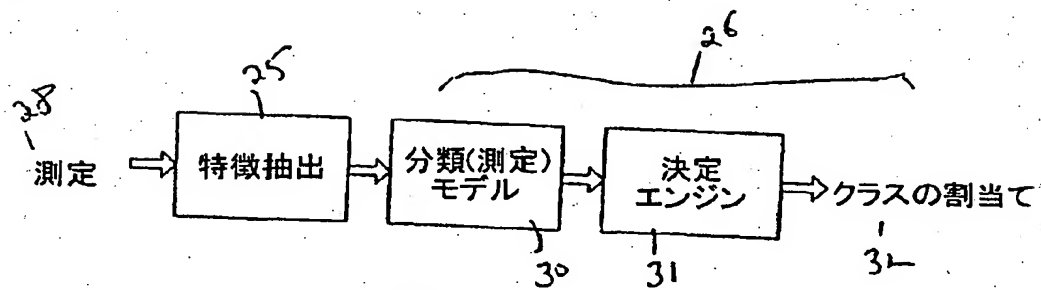 26
25
28
測定
特徴抽出
分類(測定)
モデル
決定
エンジン
クラスの割当て
30
31
32